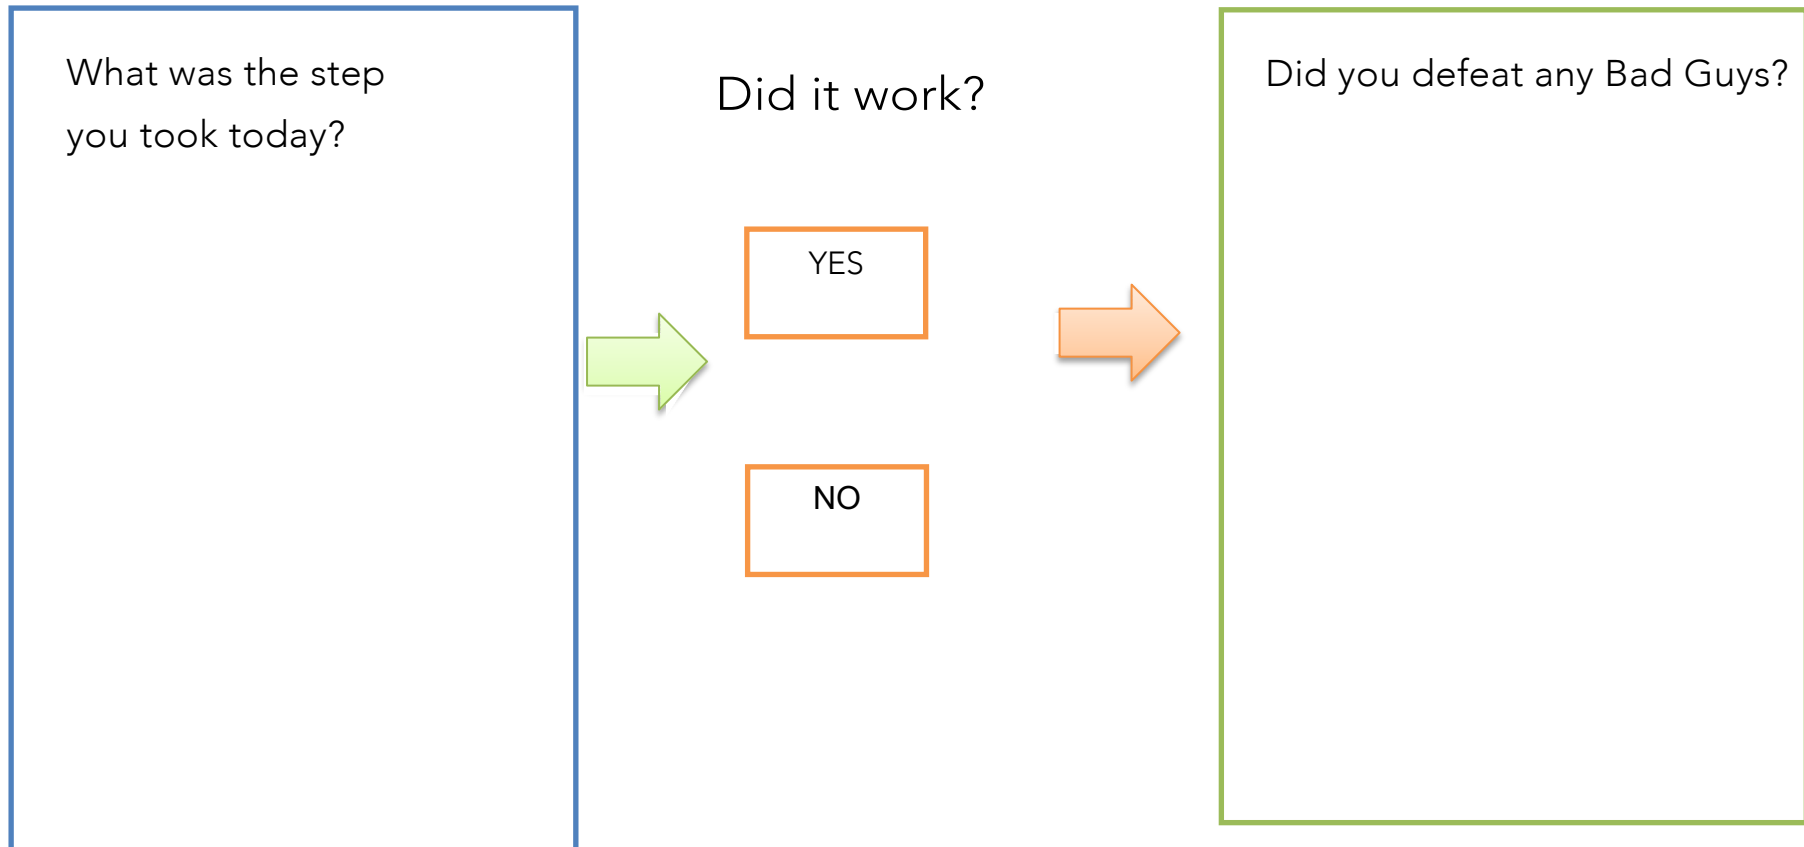 What was the step
you took today?
Did it work?
YES
NO
Did you defeat any Bad Guys?